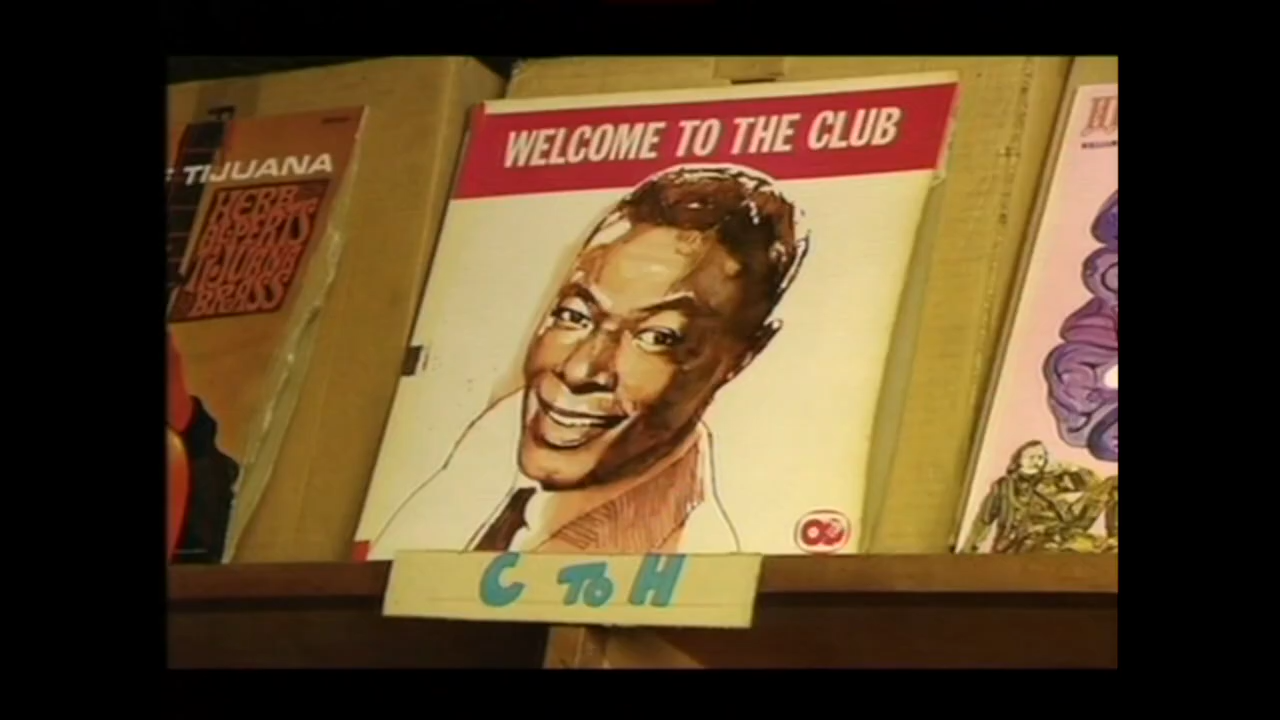 TIJUANA
HERB
ALPERT'S
TIJUANA
BRASS
WELCOME TO THE CLUB
C TO H